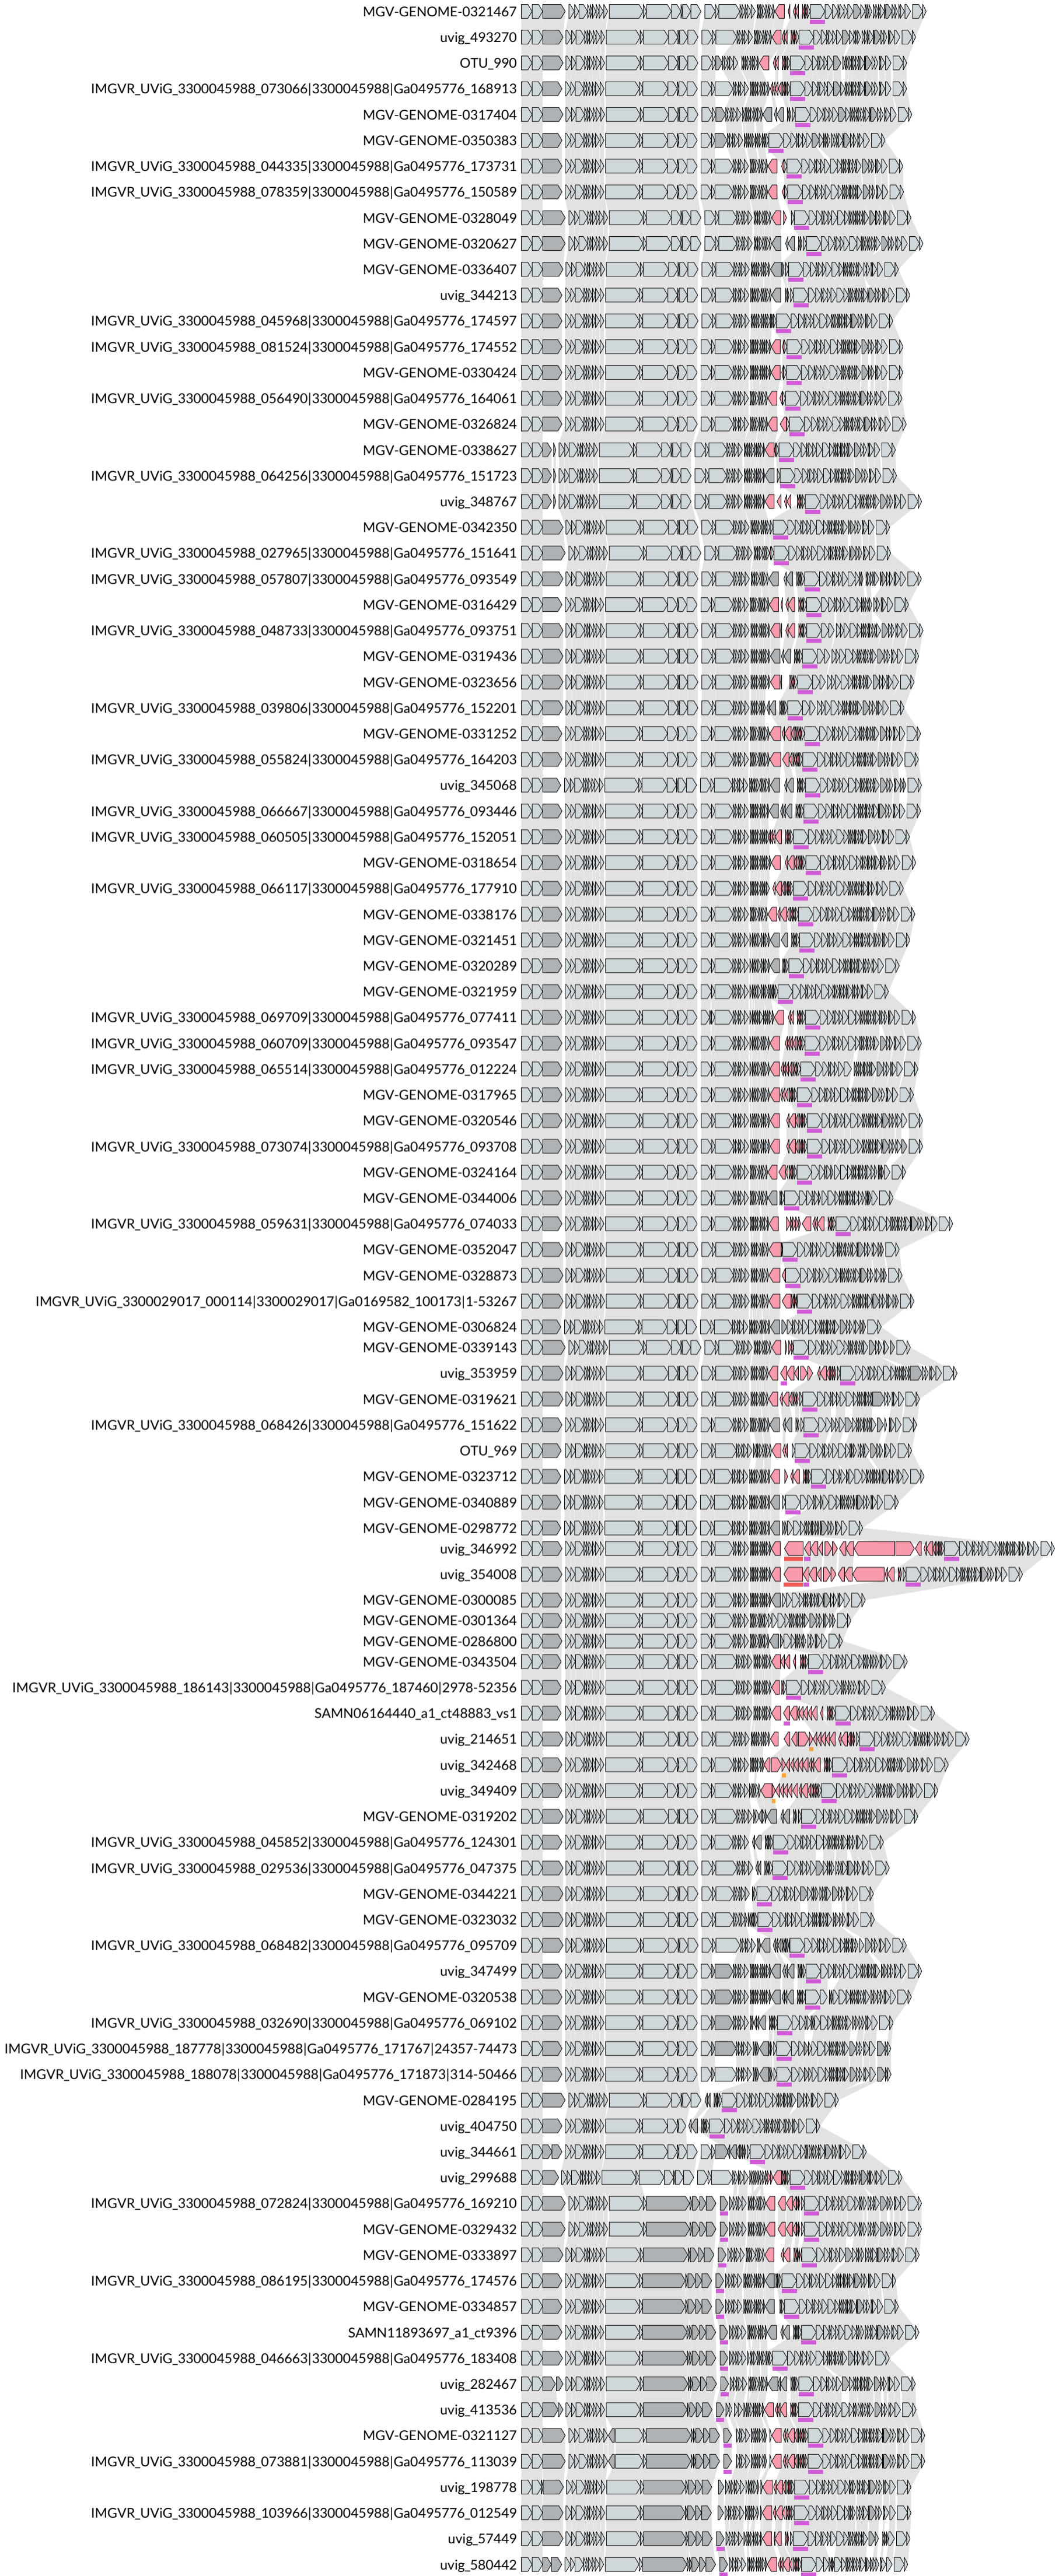 MGV-GENOME-0321467
uvig_493270
OTU_990
IMGVR_UViG_3300045988_073066|3300045988|Ga0495776_168913
MGV-GENOME-0317404
MGV-GENOME-0350383
IMGVR_UViG_3300045988_044335|3300045988|Ga0495776_173731
IMGVR_UViG_3300045988_078359|3300045988|Ga0495776_150589
MGV-GENOME-0328049
MGV-GENOME-0320627
MGV-GENOME-0336407
uvig_344213
IMGVR_UViG_3300045988_045968|3300045988|Ga0495776_174597
IMGVR_UViG_3300045988_081524|3300045988|Ga0495776_174552
MGV-GENOME-0330424
IMGVR_UViG_3300045988_056490|3300045988|Ga0495776_164061
MGV-GENOME-0326824
MGV-GENOME-0338627
IMGVR_UViG_3300045988_064256|3300045988|Ga0495776_151723
uvig_348767
MGV-GENOME-0342350
IMGVR_UViG_3300045988_027965|3300045988|Ga0495776_151641
IMGVR_UViG_3300045988_057807|3300045988|Ga0495776_093549
MGV-GENOME-0316429
IMGVR_UViG_3300045988_048733|3300045988|Ga0495776_093751
MGV-GENOME-0319436
MGV-GENOME-0323656
IMGVR_UViG_3300045988_039806|3300045988|Ga0495776_152201
MGV-GENOME-0331252
IMGVR_UViG_3300045988_055824|3300045988|Ga0495776_164203
uvig_345068
IMGVR_UViG_3300045988_066667|3300045988|Ga0495776_093446
IMGVR_UViG_3300045988_060505|3300045988|Ga0495776_152051
MGV-GENOME-0318654
IMGVR_UViG_3300045988_066117|3300045988|Ga0495776_177910
MGV-GENOME-0338176
MGV-GENOME-0321451
MGV-GENOME-0320289
MGV-GENOME-0321959
IMGVR_UViG_3300045988_069709|3300045988|Ga0495776_077411
IMGVR_UViG_3300045988_060709|3300045988|Ga0495776_093547
IMGVR_UViG_3300045988_065514|3300045988|Ga0495776_012224
MGV-GENOME-0317965
MGV-GENOME-0320546
IMGVR_UViG_3300045988_073074|3300045988|Ga0495776_093708
MGV-GENOME-0324164
MGV-GENOME-0344006
IMGVR_UViG_3300045988_059631|3300045988|Ga0495776_074033
MGV-GENOME-0352047
MGV-GENOME-0328873
IMGVR_UViG_3300029017_000114|3300029017|Ga0169582_100173|1-53267
MGV-GENOME-0306824
MGV-GENOME-0339143
uvig_353959
MGV-GENOME-0319621
IMGVR_UViG_3300045988_068426|3300045988|Ga0495776_151622
OTU_969
MGV-GENOME-0323712
MGV-GENOME-0340889
MGV-GENOME-0298772
uvig_346992
uvig_354008
MGV-GENOME-0300085
MGV-GENOME-0301364
MGV-GENOME-0286800
MGV-GENOME-0343504
IMGVR_UViG_3300045988_186143|3300045988|Ga0495776_187460|2978-52356
SAMN06164440_a1_ct48883_vs1
uvig_214651
uvig_342468
uvig_349409
MGV-GENOME-0319202
IMGVR_UViG_3300045988_045852|3300045988|Ga0495776_124301
IMGVR_UViG_3300045988_029536|3300045988|Ga0495776_047375
MGV-GENOME-0344221
MGV-GENOME-0323032
IMGVR_UViG_3300045988_068482|3300045988|Ga0495776_095709
uvig_347499
MGV-GENOME-0320538
IMGVR_UViG_3300045988_032690|3300045988|Ga0495776_069102
IMGVR_UViG_3300045988_187778|3300045988|Ga0495776_171767|24357-74473
IMGVR_UViG_3300045988_188078|3300045988|Ga0495776_171873|314-50466
MGV-GENOME-0284195
uvig_404750
uvig_344661
uvig_299688
IMGVR_UViG_3300045988_072824|3300045988|Ga0495776_169210
MGV-GENOME-0329432
MGV-GENOME-0333897
IMGVR_UViG_3300045988_086195|3300045988|Ga0495776_174576
MGV-GENOME-0334857
SAMN11893697_a1_ct9396
IMGVR_UViG_3300045988_046663|3300045988|Ga0495776_183408
uvig_282467
uvig_413536
MGV-GENOME-0321127
IMGVR_UViG_3300045988_073881|3300045988|Ga0495776_113039
uvig_198778
IMGVR_UViG_3300045988_103966|3300045988|Ga0495776_012549
uvig_57449
uvig_580442